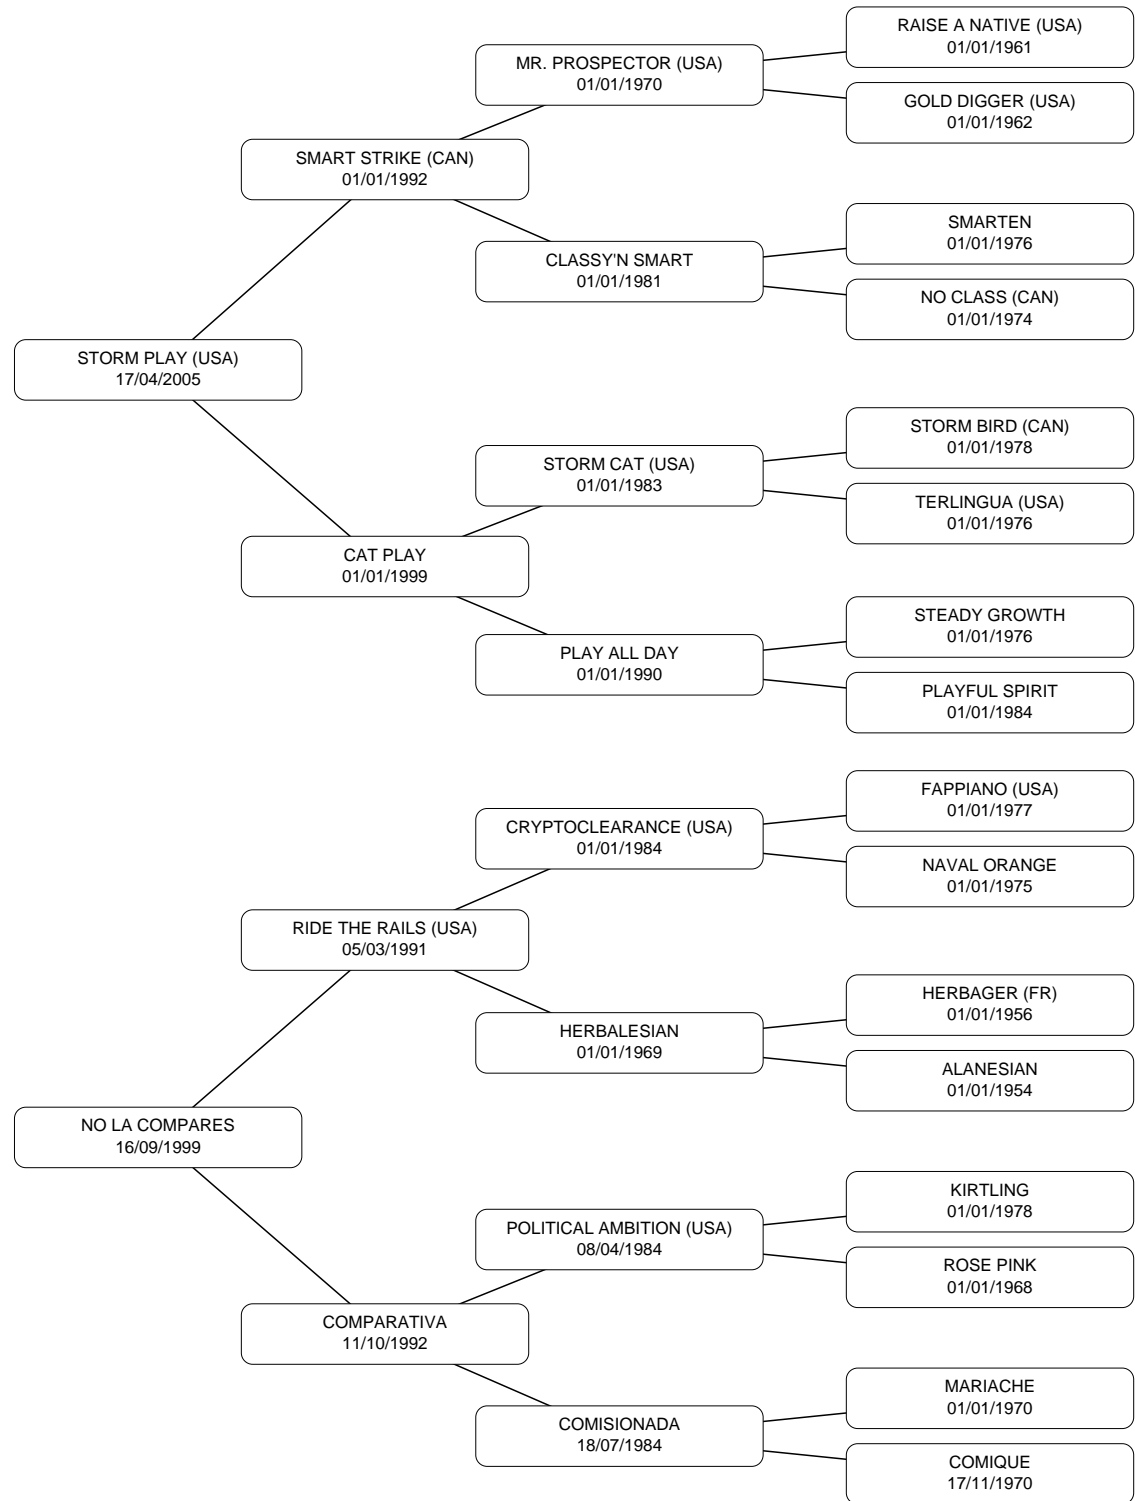 RAISE A NATIVE (USA)
01/01/1961
MR. PROSPECTOR (USA)
01/01/1970
GOLD DIGGER (USA)
01/01/1962
SMART STRIKE (CAN)
01/01/1992
SMARTEN
01/01/1976
CLASSY'N SMART
01/01/1981
NO CLASS (CAN)
01/01/1974
STORM PLAY (USA)
17/04/2005
STORM BIRD (CAN)
01/01/1978
STORM CAT (USA)
01/01/1983
TERLINGUA (USA)
01/01/1976
CAT PLAY
01/01/1999
STEADY GROWTH
01/01/1976
PLAY ALL DAY
01/01/1990
PLAYFUL SPIRIT
01/01/1984
FAPPIANO (USA)
01/01/1977
CRYPTOCLEARANCE (USA)
01/01/1984
NAVAL ORANGE
01/01/1975
RIDE THE RAILS (USA)
05/03/1991
HERBAGER (FR)
01/01/1956
HERBALESIAN
01/01/1969
ALANESIAN
01/01/1954
NO LA COMPARES
16/09/1999
KIRTLING
01/01/1978
POLITICAL AMBITION (USA)
08/04/1984
ROSE PINK
01/01/1968
COMPARATIVA
11/10/1992
MARIACHE
01/01/1970
COMISIONADA
18/07/1984
COMIQUE
17/11/1970